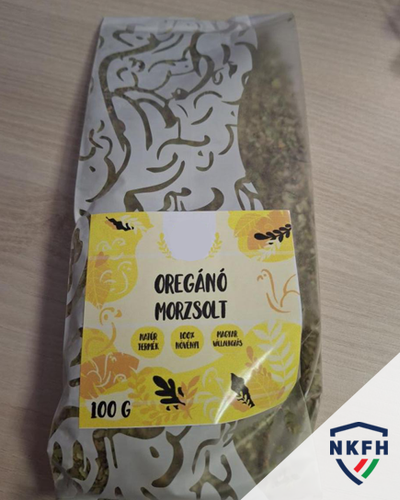 OREGÁNÓ
MORZSOLT
NATÚR
TERMÉK
100%
NÖVÉNYI
MAGYAR
VÁLLALKOZÁS
100 G
NKFH